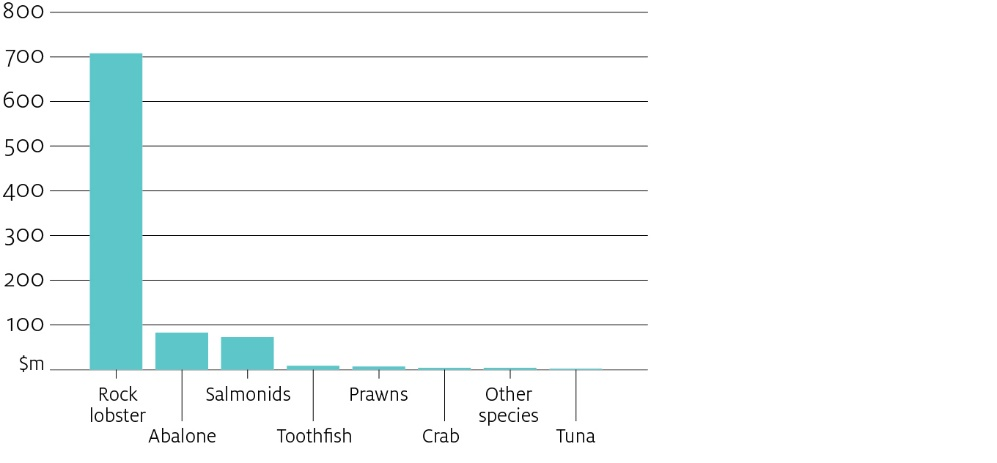 800
700
600
500
400
300
200
100
$m
Rock
lobster
Abalone
Salmonids
Toothfish
Prawns
Crab
Other
species
Tuna